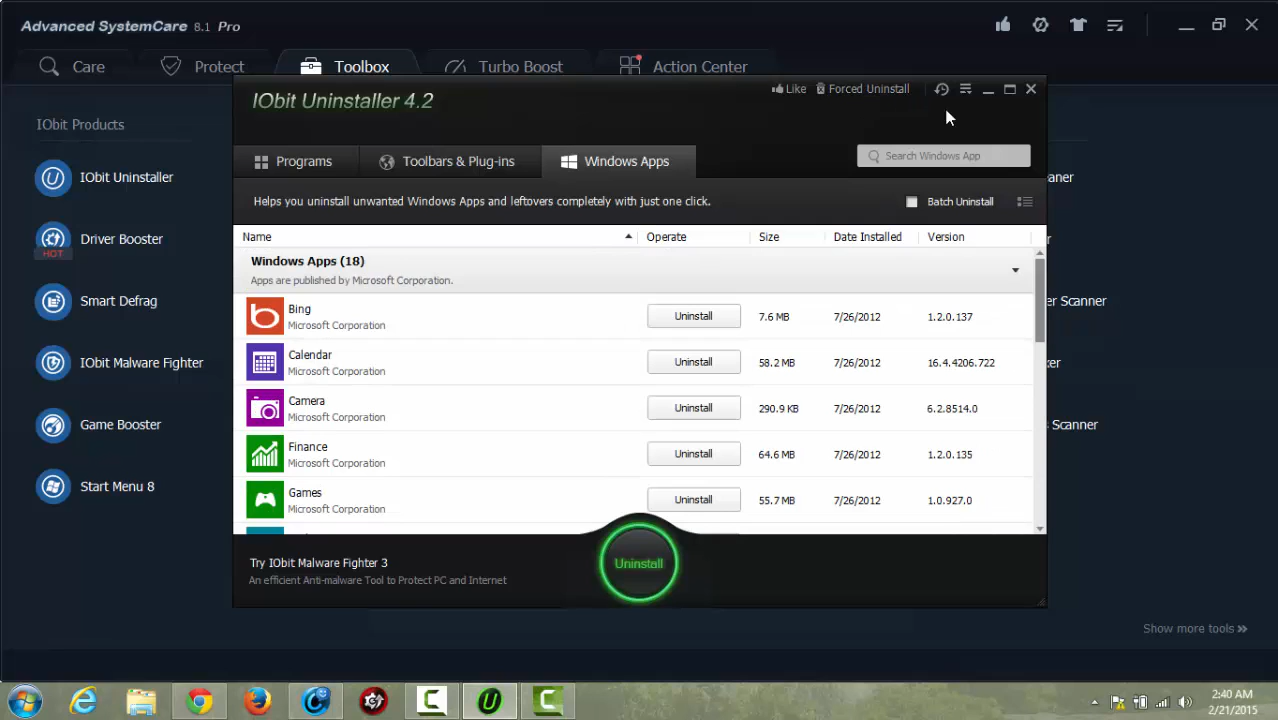 Advanced SystemCare 8.1 Pro
Care
Protect
Toolbox
Turbo Boost
Action Center
IObit Uninstaller 4.2
Like
Forced Uninstall
IObit Products
Programs
Toolbars & Plug-ins
Windows Apps
Search Windows App
IObit Uninstaller
aner
Helps you uninstall unwanted Windows Apps and leftovers completely with just one click.
Batch Uninstall
Name
Operate
Size
Date Installed
Version
Driver Booster
HOT
r
Windows Apps (18)
Apps are published by Microsoft Corporation.
Smart Defrag
er Scanner
Bing
Microsoft Corporation
Uninstall
7.6 MB
7/26/2012
1.2.0.137
Calendar
Microsoft Corporation
Uninstall
58.2 MB
7/26/2012
16.4.4206.722
IObit Malware Fighter
ker
Camera
Microsoft Corporation
Uninstall
290.9 KB
7/26/2012
6.2.8514.0
Game Booster
s Scanner
Finance
Microsoft Corporation
Uninstall
64.6 MB
7/26/2012
1.2.0.135
Start Menu 8
Games
Microsoft Corporation
Uninstall
55.7 MB
7/26/2012
1.0.927.0
Try IObit Malware Fighter 3
An efficient Anti-malware Tool to Protect PC and Internet
Uninstall
Show more tools
2:40 AM
2/21/2015